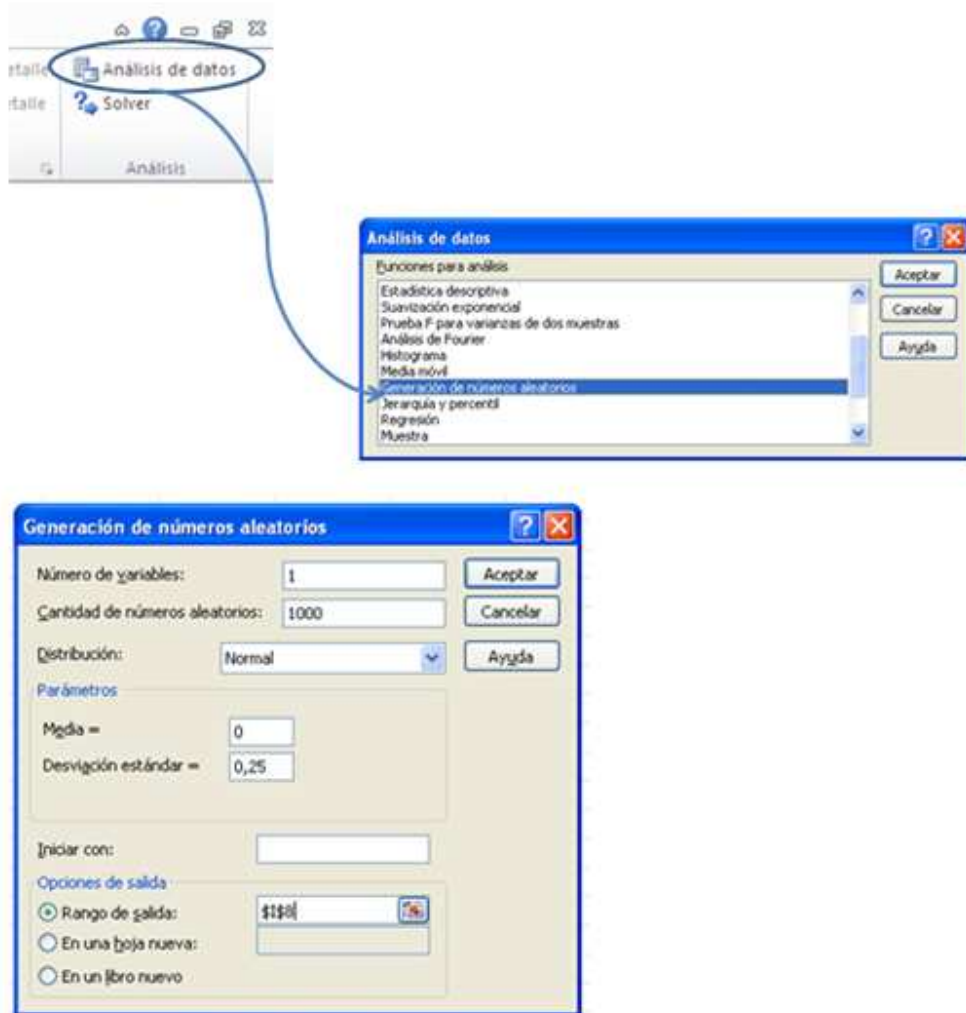 etalle Análisis de datos
etalle Solver
Análisis
Análisis de datos
Funciones para análisis
Estadística descriptiva
Suavización exponencial
Prueba F para varianzas de dos muestras
Análisis de Fourier
Histograma
Media móvil
Generación de números aleatorios
Jerarquía y percentil
Regresión
Muestra
Aceptar
Cancelar
Ayuda
Generación de números aleatorios
Número de variables: 1
Cantidad de números aleatorios: 1000
Distribución: Normal
Parámetros
Media = 0
Desviación estándar = 0,25
Iniciar con:
Opciones de salida
Rango de salida: $I$8
En una hoja nueva:
En un libro nuevo
Aceptar
Cancelar
Ayuda